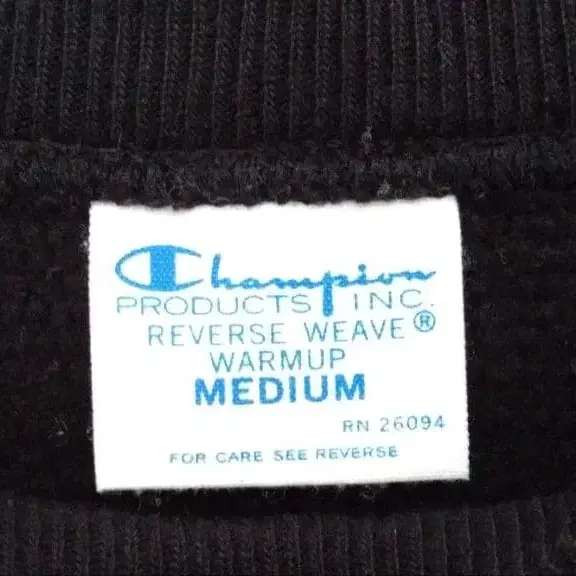 Champion
PRODUCTS INC.
REVERSE WEAVE®
WARMUP
MEDIUM
RN 26094
FOR CARE SEE REVERSE